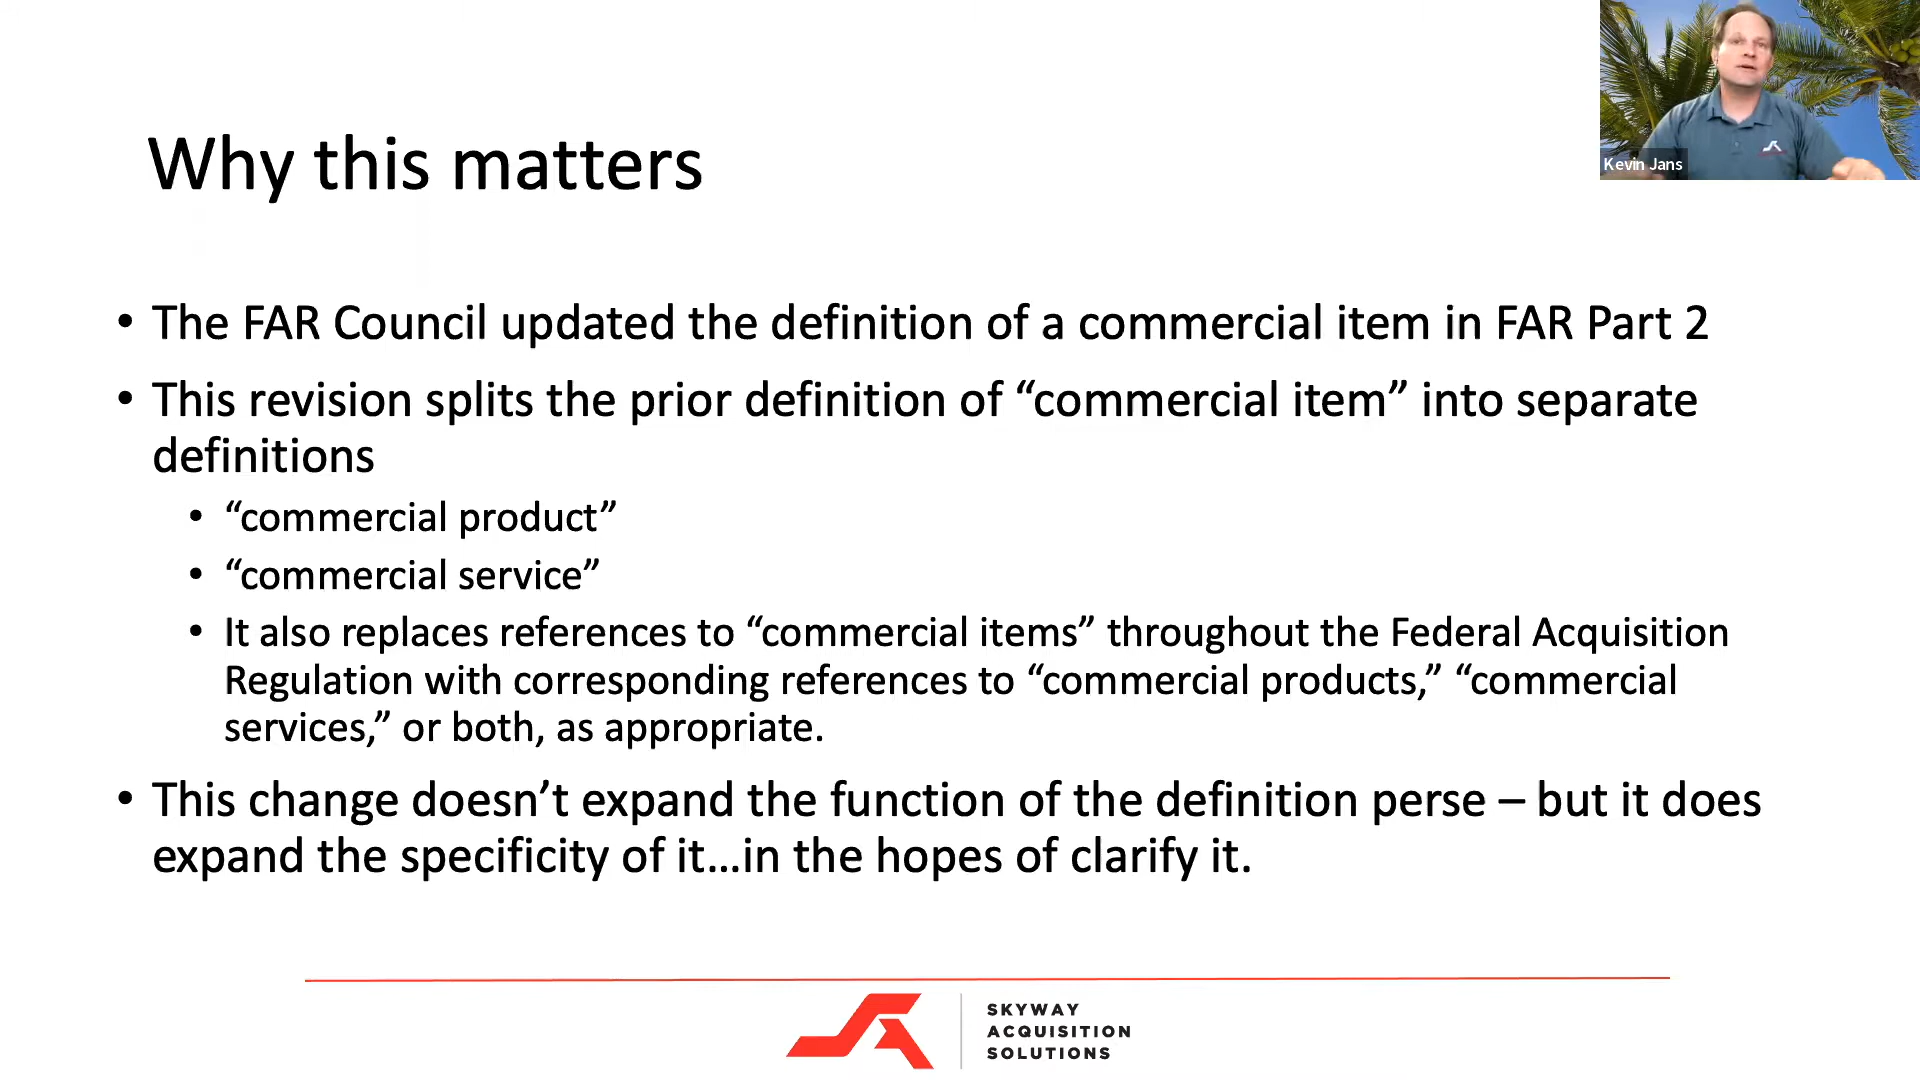 Kevin Jans
Why this matters
• The FAR Council updated the definition of a commercial item in FAR Part 2
• This revision splits the prior definition of “commercial item” into separate
definitions
• “commercial product”
• “commercial service”
• It also replaces references to “commercial items” throughout the Federal Acquisition
Regulation with corresponding references to “commercial products,” “commercial
services,” or both, as appropriate.
• This change doesn’t expand the function of the definition perse – but it does
expand the specificity of it…in the hopes of clarify it.
SKYWAY
ACQUISITION
SOLUTIONS